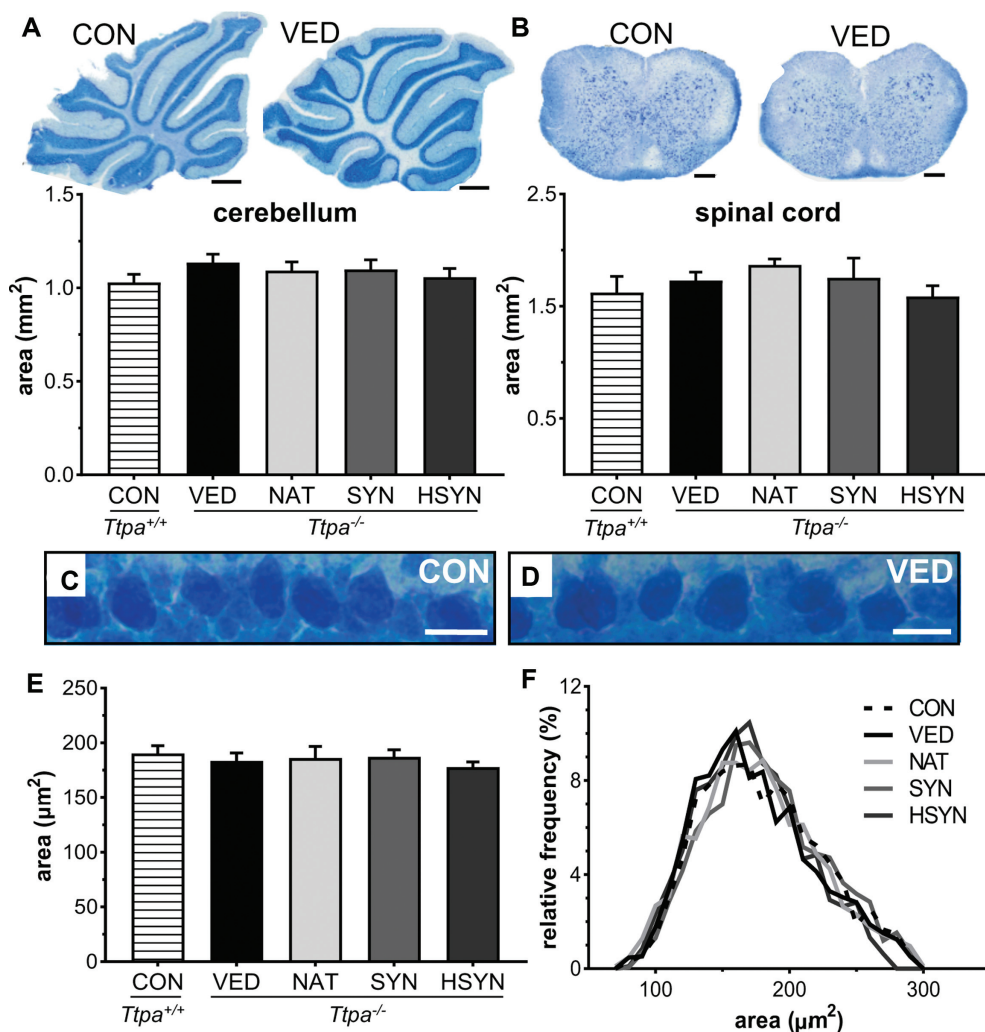 A
CON
VED
B
CON
VED
cerebellum
area (mm²)
1.5
1.0
0.5
0.0
CON VED NAT SYN HSYN
Ttpa⁺/⁺ Ttpa⁻/⁻
spinal cord
area (mm²)
2.5
1.5
0.5
CON VED NAT SYN HSYN
Ttpa⁺/⁺ Ttpa⁻/⁻
C
CON
D
VED
E
area (µm²)
250
200
150
100
50
0
CON VED NAT SYN HSYN
Ttpa⁺/⁺ Ttpa⁻/⁻
F
relative frequency (%)
12
8
4
0
CON
VED
NAT
SYN
HSYN
100 200 300
area (µm²)